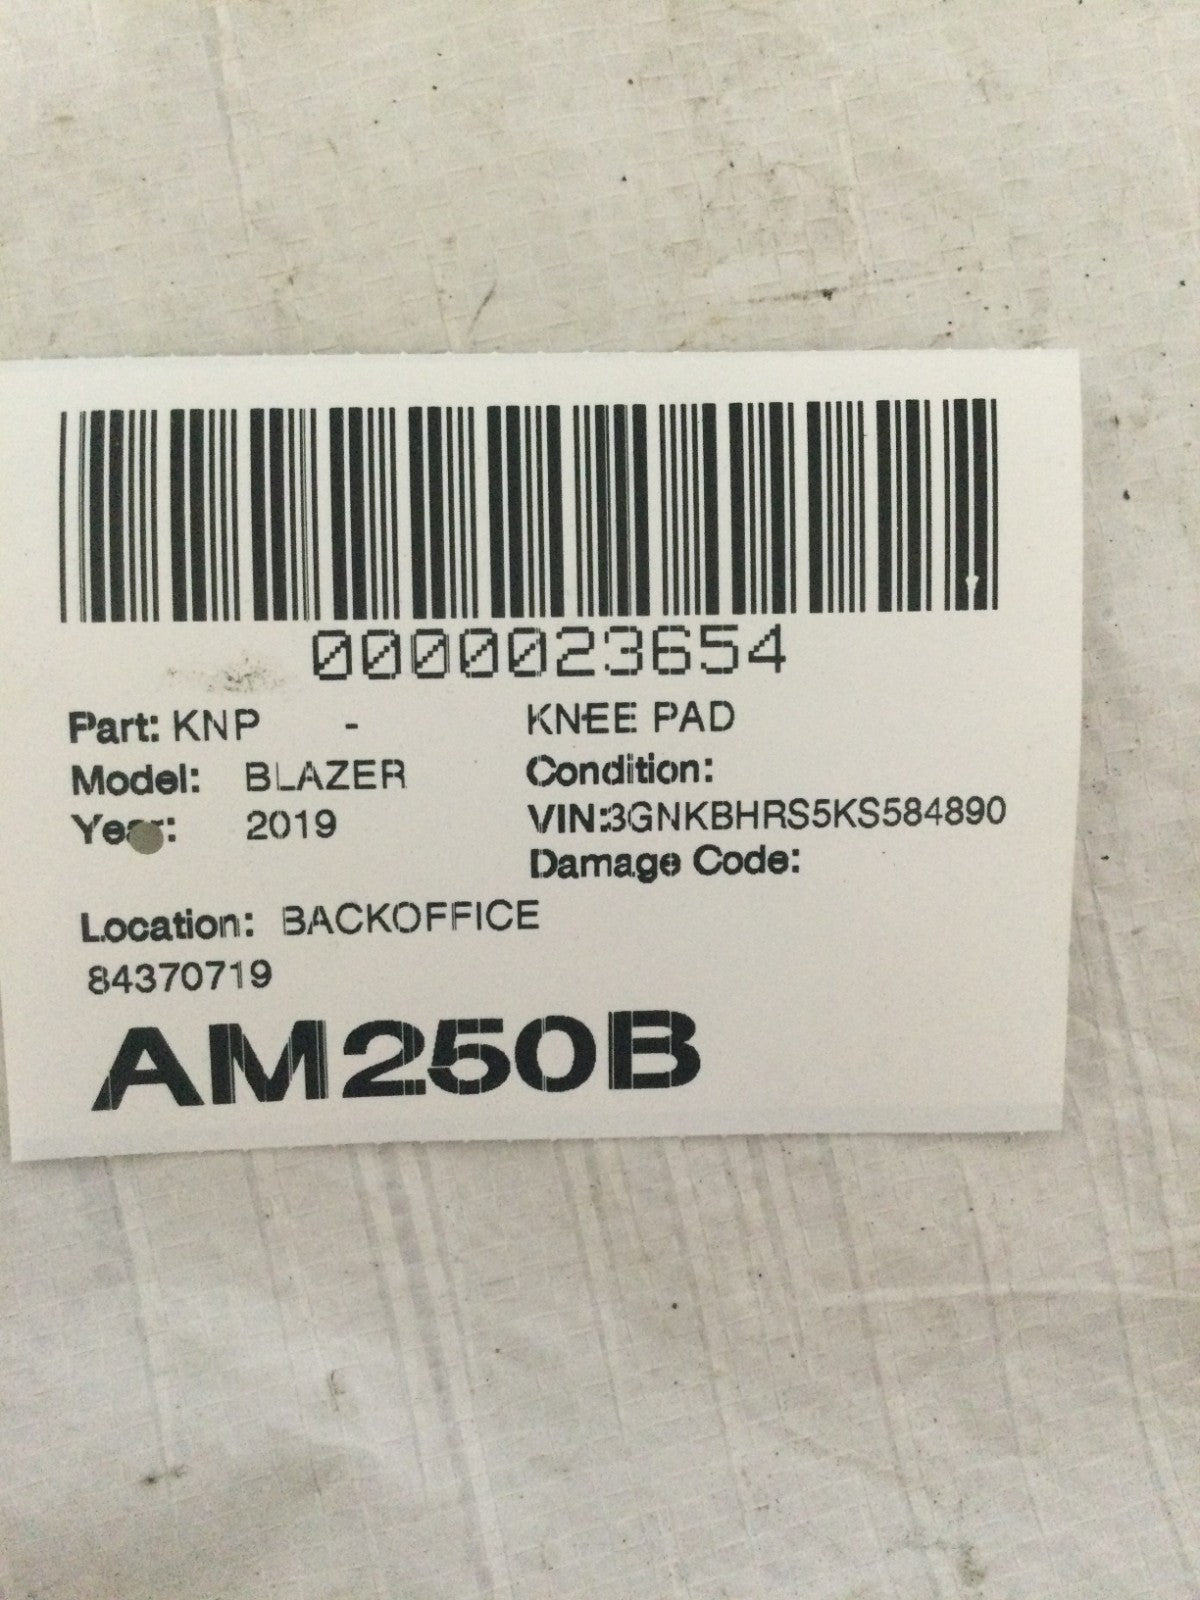 0000023654
Part: KNP - KNEE PAD
Model: BLAZER Condition:
Year: 2019 VIN:3GNKBHRS5KS584890
Damage Code:
Location: BACKOFFICE
84370719
AM250B